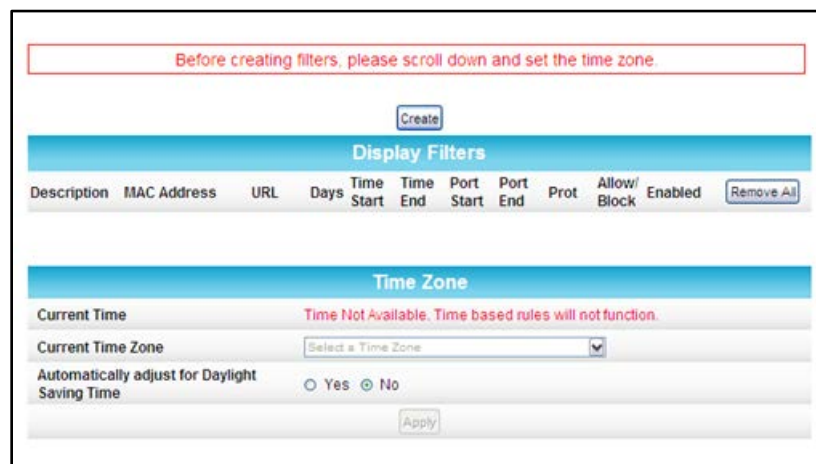 Before creating filters, please scroll down and set the time zone.
Create
Display Filters
Description MAC Address URL Days Time Start Time End Port Start Port End Prot Allow/ Block Enabled Remove All
Time Zone
Current Time Time Not Available, Time based rules will not function.
Current Time Zone Select a Time Zone
Automatically adjust for Daylight
Saving Time Yes No
Apply